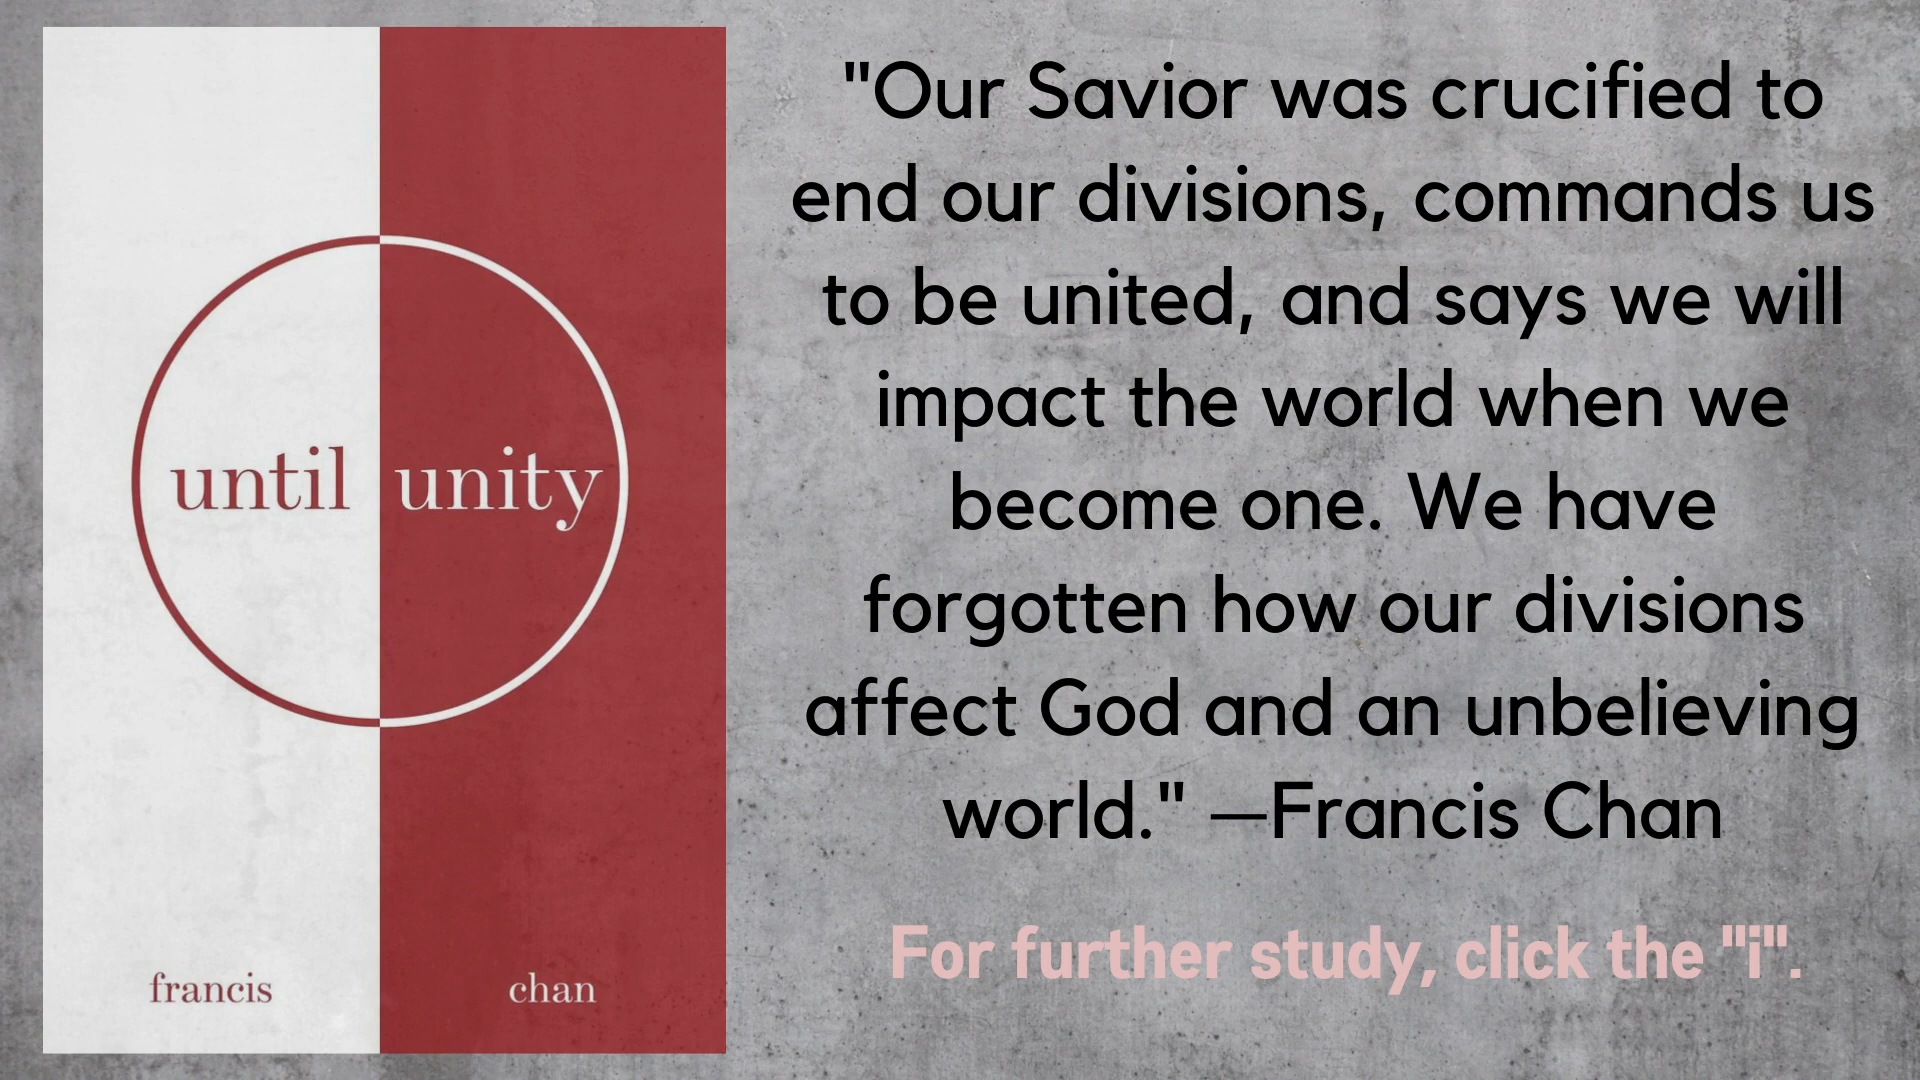 until unity
francis chan
"Our Savior was crucified to
end our divisions, commands us
to be united, and says we will
impact the world when we
become one. We have
forgotten how our divisions
affect God and an unbelieving
world." —Francis Chan
For further study, click the "i".